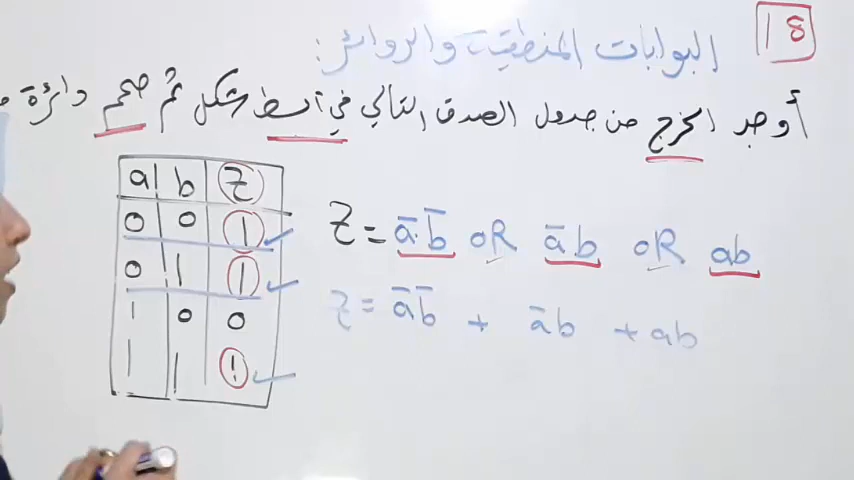 18
البوابات المنطقية والدوائر:
أوجد الخرج من جدول الصدق التالي في أبسط شكل ثم صمم دائرة
a b Z
0 0 1
0 1 1
1 0 0
1 1 1
Z = a̅.b̅ OR a̅b OR ab
Z = a̅b̅ + a̅b + ab